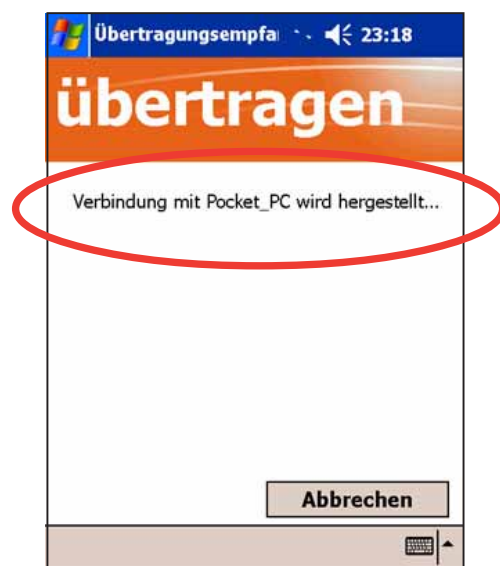 Übertragungsempfa 23:18
übertragen
Verbindung mit Pocket_PC wird hergestellt...
Abbrechen